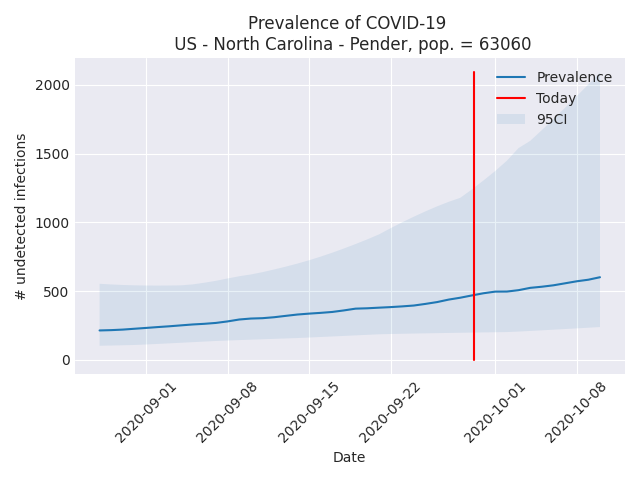 Prevalence of COVID-19
US - North Carolina - Pender, pop. = 63060
Prevalence
Today
95CI
# undetected infections
2000
1500
1000
500
0
2020-09-01
2020-09-08
2020-09-15
2020-09-22
2020-10-01
2020-10-08
Date